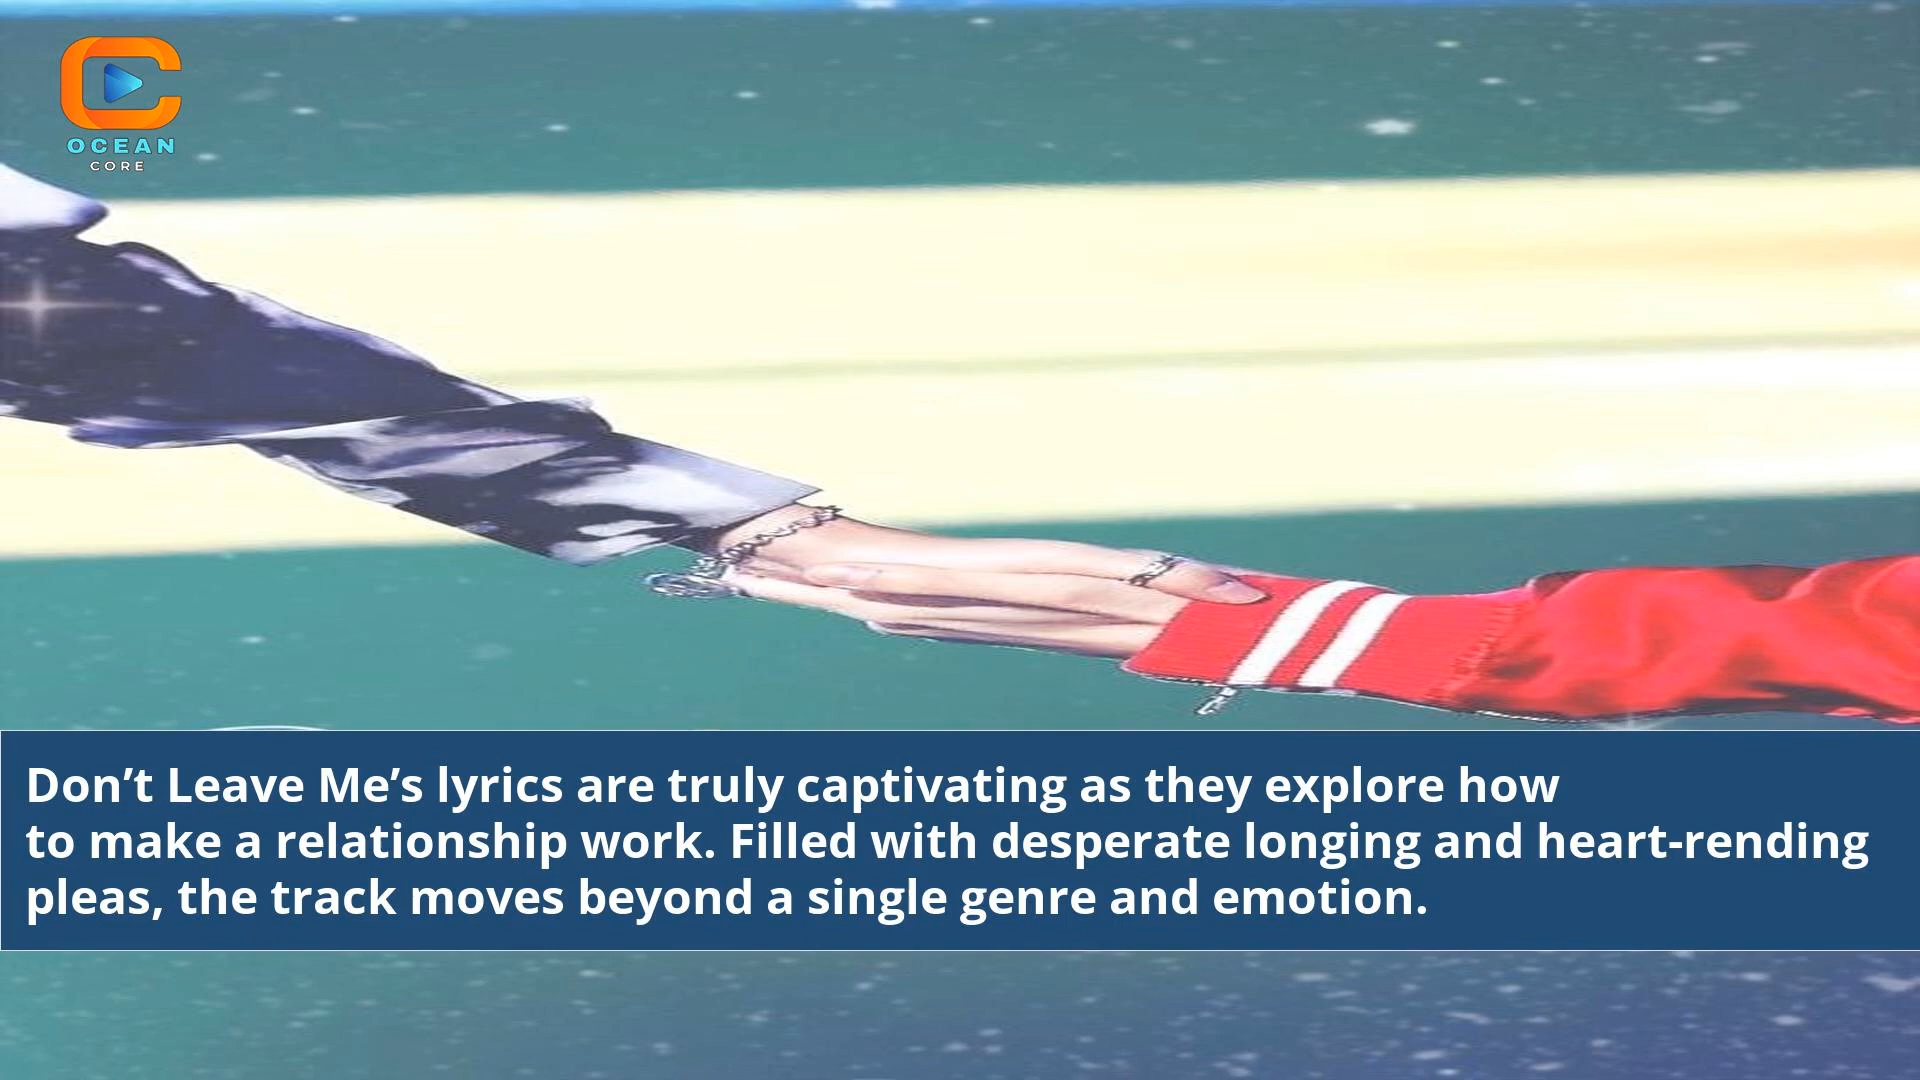 OCEAN
CORE
Don’t Leave Me’s lyrics are truly captivating as they explore how
to make a relationship work. Filled with desperate longing and heart-rending
pleas, the track moves beyond a single genre and emotion.